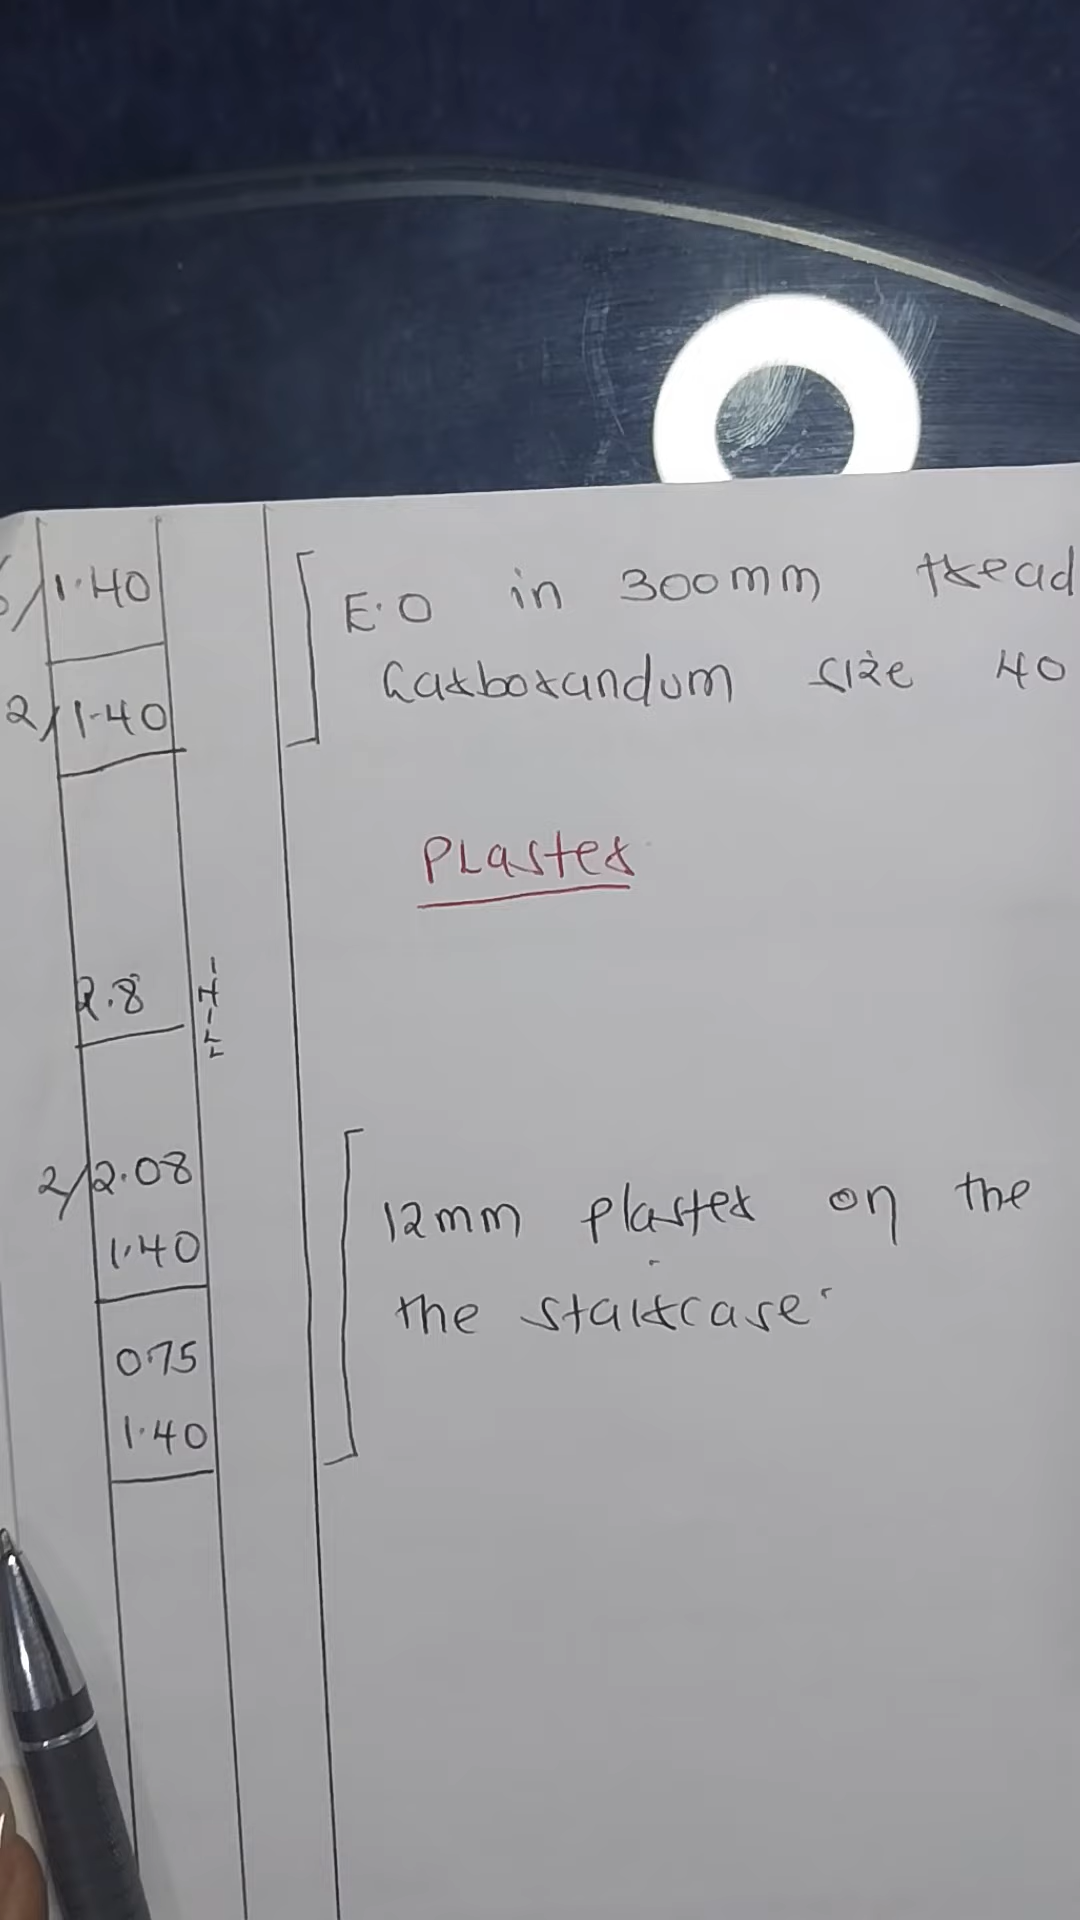 1.40
E.O in 300mm tread
2/1.40
Carborandum size 40
Plaster
2.8
2/2.08
1.40
12mm plaster on the
the staircase
0.75
1.40